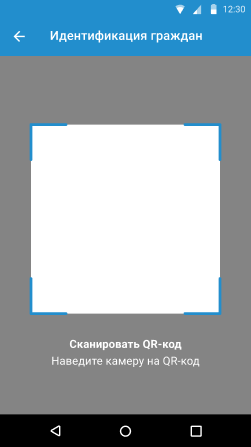 12:30
Идентификация граждан
Сканировать QR-код
Наведите камеру на QR-код